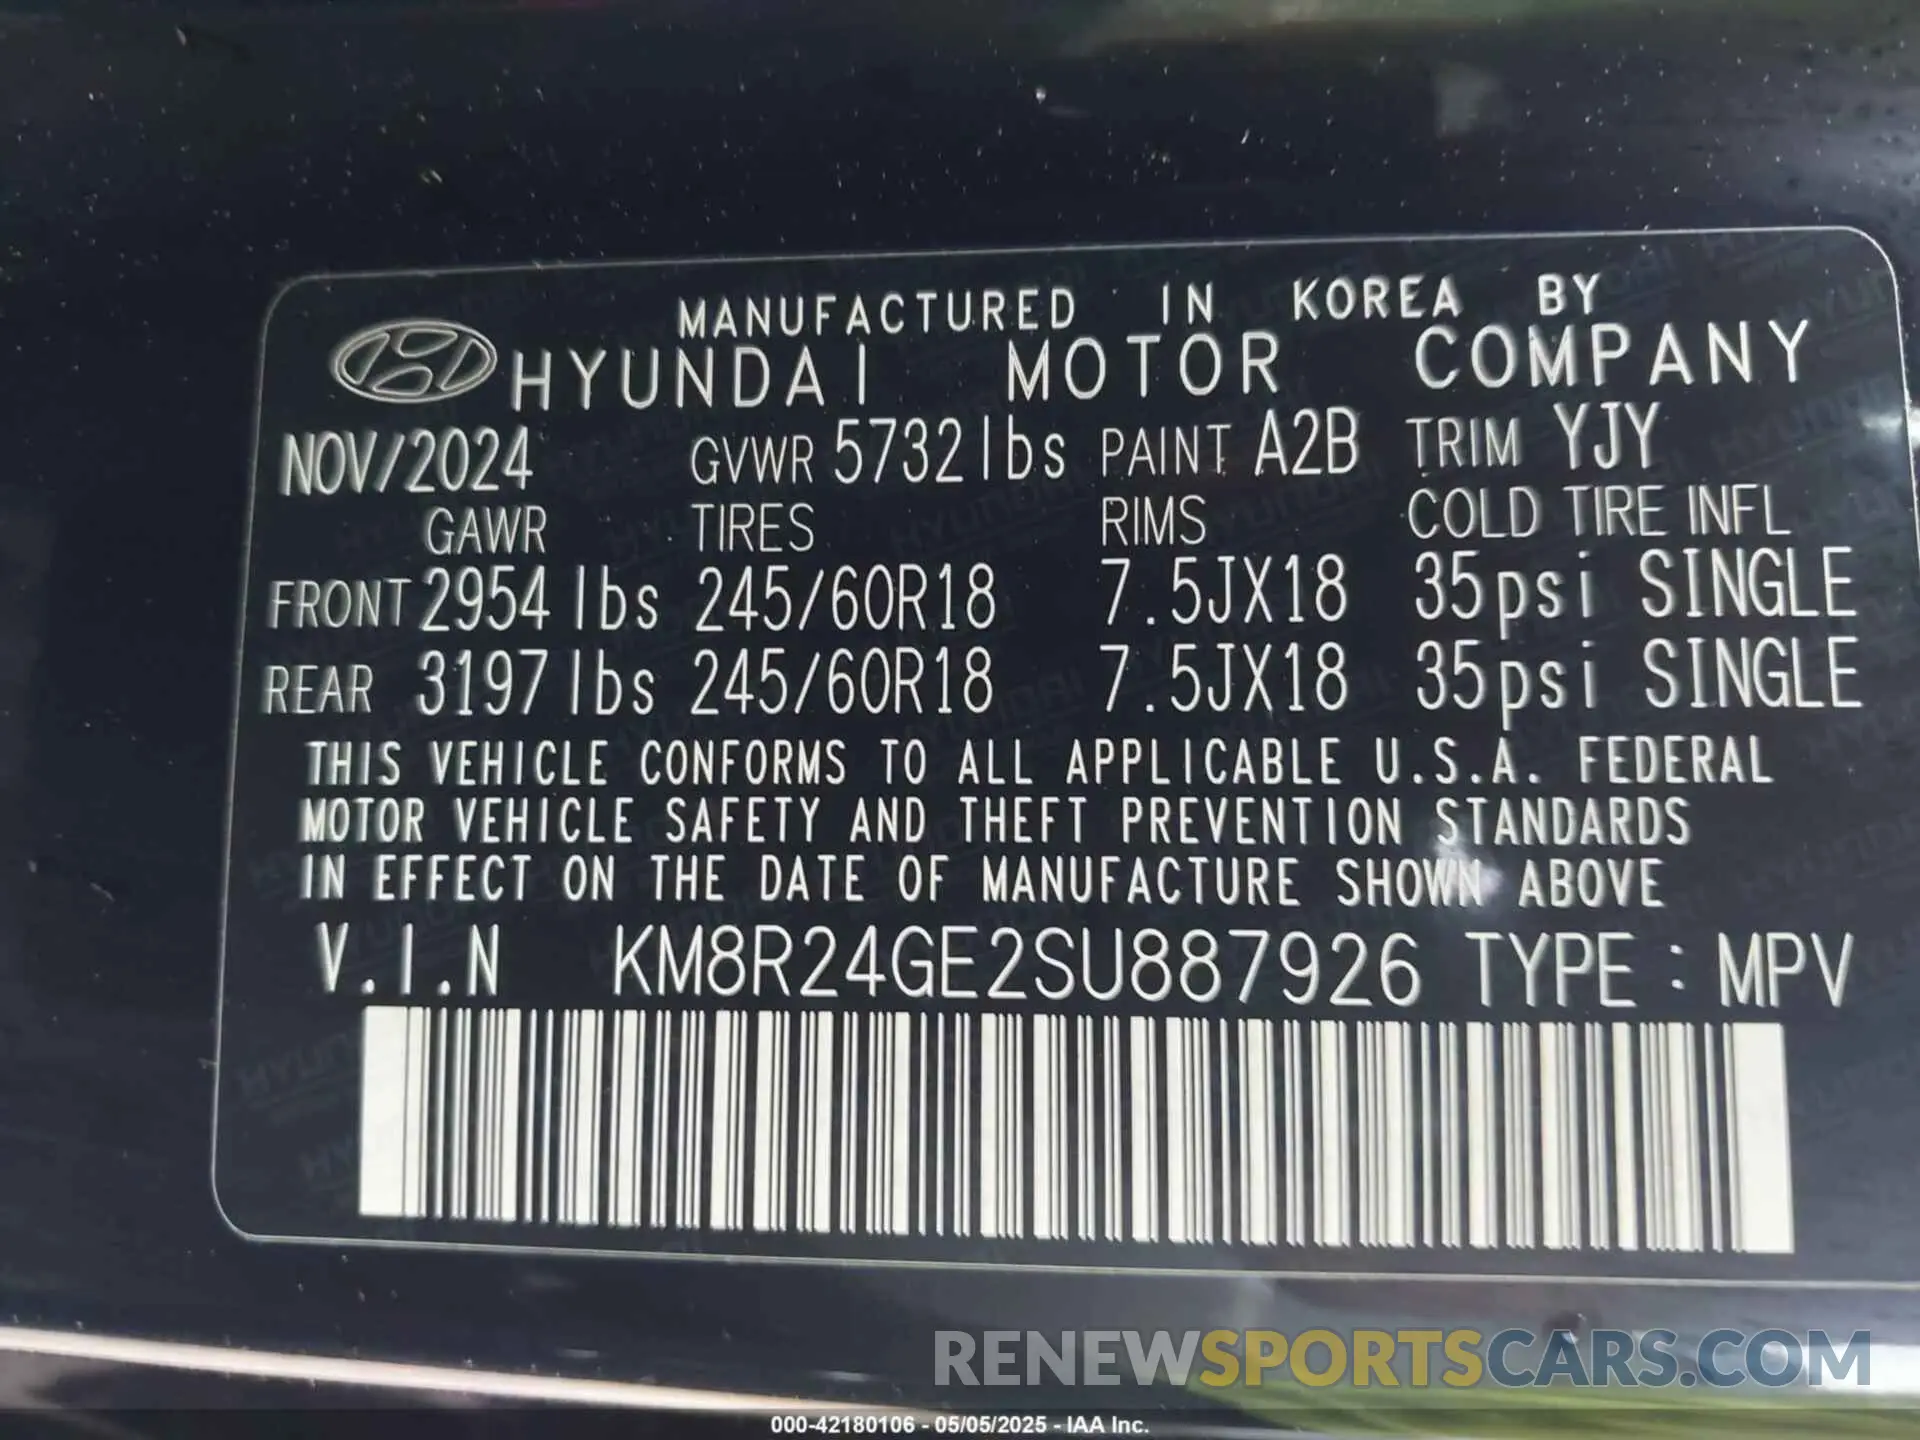 MANUFACTURED IN KOREA BY
HYUNDAI MOTOR COMPANY
NOV/2024 GVWR 5732lbs PAINT A2B TRIM YJY
GAWR TIRES RIMS COLD TIRE INFL
FRONT 2954lbs 245/60R18 7.5JX18 35psi SINGLE
REAR 3197lbs 245/60R18 7.5JX18 35psi SINGLE
THIS VEHICLE CONFORMS TO ALL APPLICABLE U.S.A. FEDERAL
MOTOR VEHICLE SAFETY AND THEFT PREVENTION STANDARDS
IN EFFECT ON THE DATE OF MANUFACTURE SHOWN ABOVE
V.I.N KM8R24GE2SU887926 TYPE : MPV
RENEWSPORTSCARS.COM
000-42180106 - 05/05/2025 - IAA Inc.